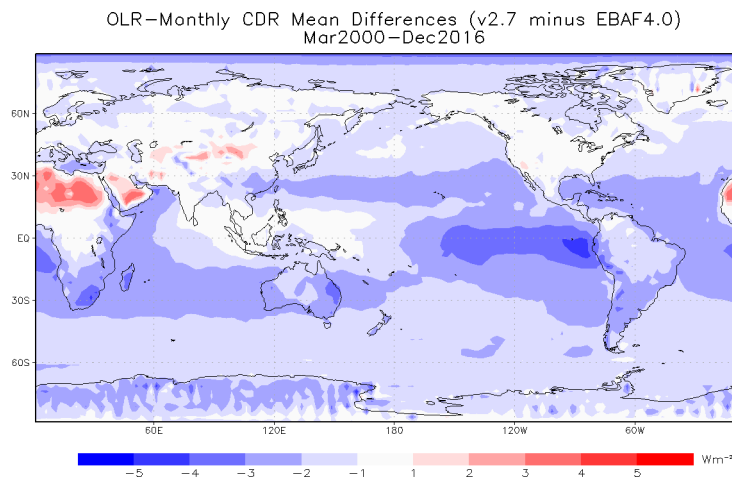 OLR-Monthly CDR Mean Differences (v2.7 minus EBAF4.0)
Mar2000-Dec2016
60N
30N
EQ
30S
60S
60E 120E 180 120W 60W
-5 -4 -3 -2 -1 1 2 3 4 5 Wm⁻²